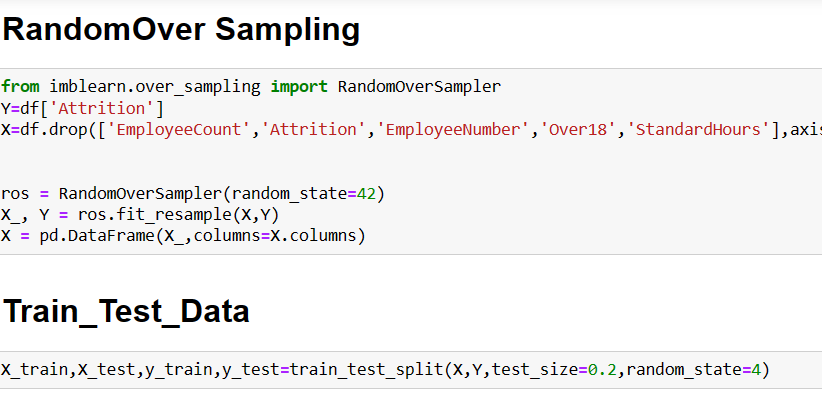 RandomOver Sampling
from imblearn.over_sampling import RandomOverSampler
Y=df['Attrition']
X=df.drop(['EmployeeCount','Attrition','EmployeeNumber','Over18','StandardHours'],axis
ros = RandomOverSampler(random_state=42)
X_, Y = ros.fit_resample(X,Y)
X = pd.DataFrame(X_,columns=X.columns)
Train_Test_Data
X_train,X_test,y_train,y_test=train_test_split(X,Y,test_size=0.2,random_state=4)